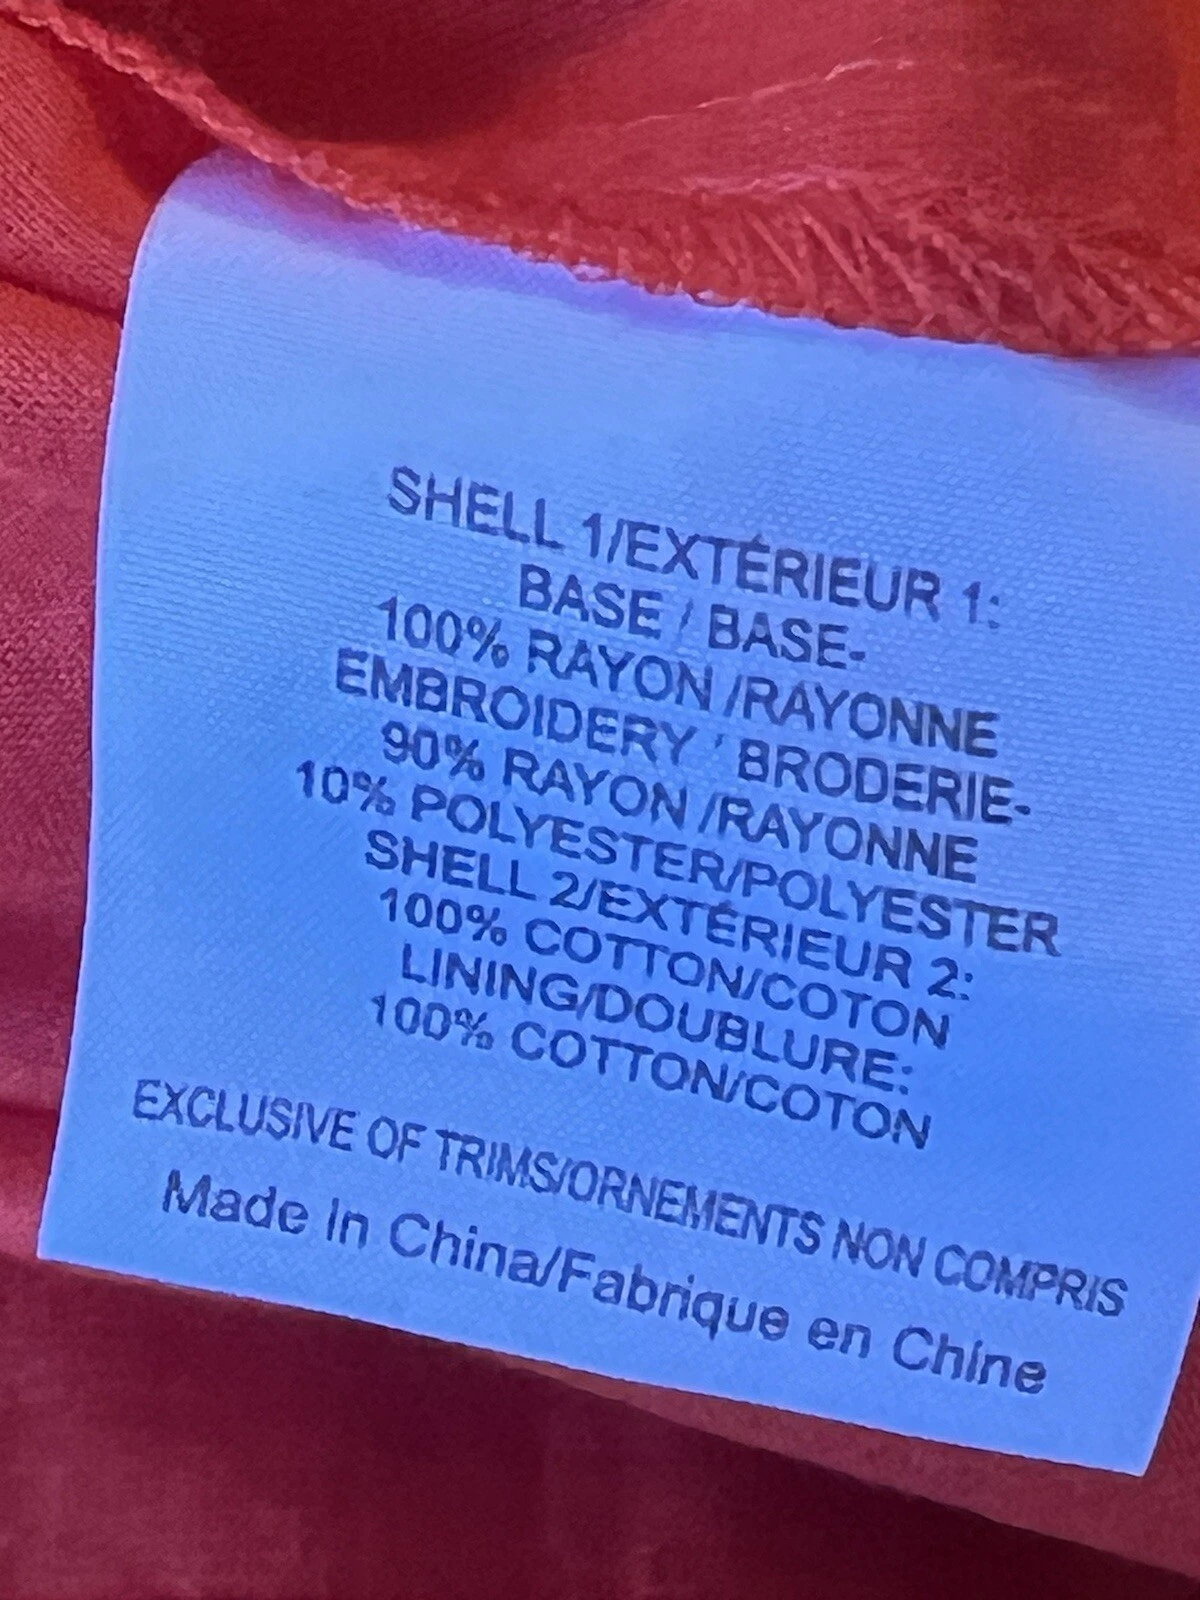 SHELL 1/EXTÉRIEUR 1:
BASE / BASE-
100% RAYON /RAYONNE
EMBROIDERY / BRODERIE-
90% RAYON /RAYONNE
10% POLYESTER/POLYESTER
SHELL 2/EXTÉRIEUR 2:
100% COTTON/COTON
LINING/DOUBLURE:
100% COTTON/COTON
EXCLUSIVE OF TRIMS/ORNEMENTS NON COMPRIS
Made in China/Fabrique en Chine